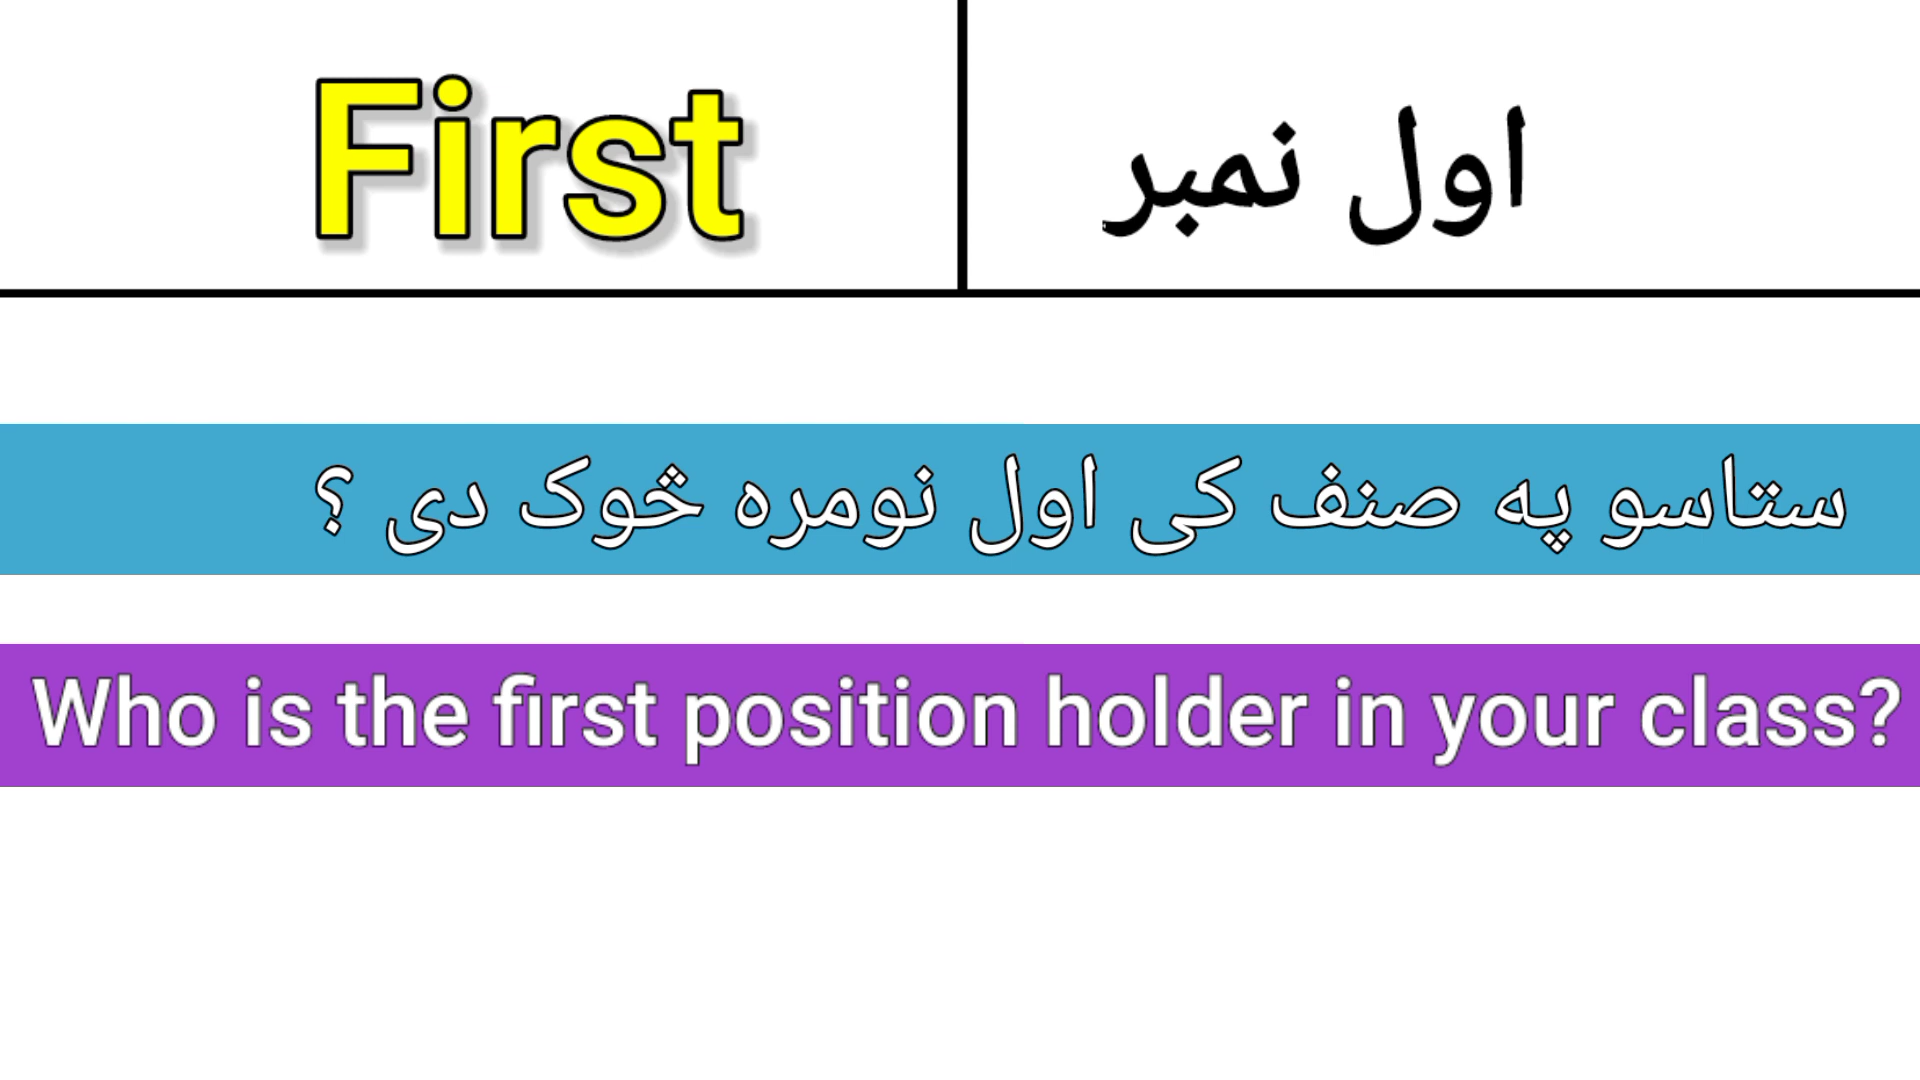 First
اول نمبر
ستاسو په صنف کی اول نومره څوک دی ؟
Who is the first position holder in your class?